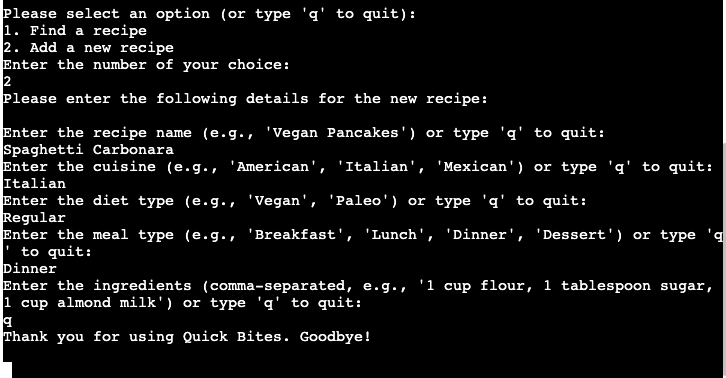 Please select an option (or type 'q' to quit):
1. Find a recipe
2. Add a new recipe
Enter the number of your choice:
2
Please enter the following details for the new recipe:
Enter the recipe name (e.g., 'Vegan Pancakes') or type 'q' to quit:
Spaghetti Carbonara
Enter the cuisine (e.g., 'American', 'Italian', 'Mexican') or type 'q' to quit:
Italian
Enter the diet type (e.g., 'Vegan', 'Paleo') or type 'q' to quit:
Regular
Enter the meal type (e.g., 'Breakfast', 'Lunch', 'Dinner', 'Dessert') or type 'q
' to quit:
Dinner
Enter the ingredients (comma-separated, e.g., '1 cup flour, 1 tablespoon sugar,
1 cup almond milk') or type 'q' to quit:
q
Thank you for using Quick Bites. Goodbye!